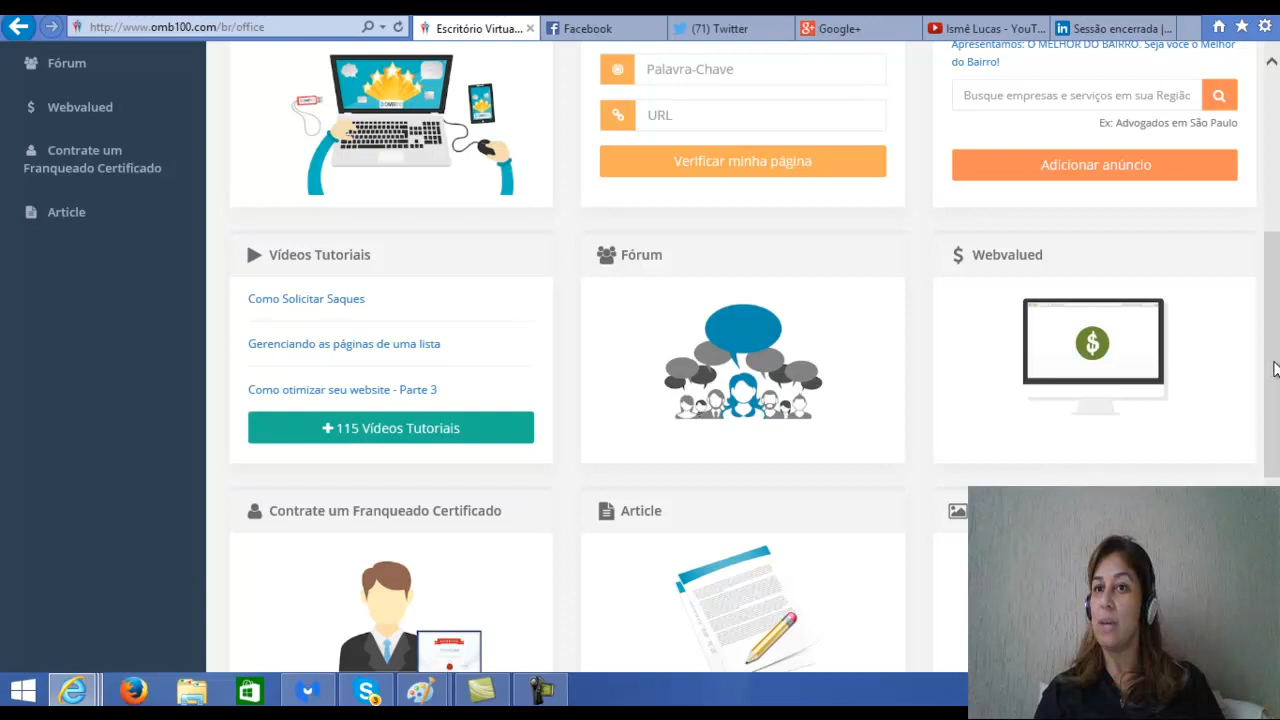 http://www.omb100.com/br/office
Escritório Virtua...
Facebook
(71) Twitter
Google+
Ismê Lucas - YouT...
Sessão encerrada |...
Fórum
Webvalued
Contrate um
Franqueado Certificado
Article
Palavra-Chave
URL
Verificar minha página
Apresentamos: O MELHOR DO BAIRRO. Seja você o Melhor
do Bairro!
Busque empresas e serviços em sua Regiãc
Ex: Advogados em São Paulo
Adicionar anúncio
Vídeos Tutoriais
Como Solicitar Saques
Gerenciando as páginas de uma lista
Como otimizar seu website - Parte 3
+ 115 Vídeos Tutoriais
Fórum
Webvalued
$
Contrate um Franqueado Certificado
Article